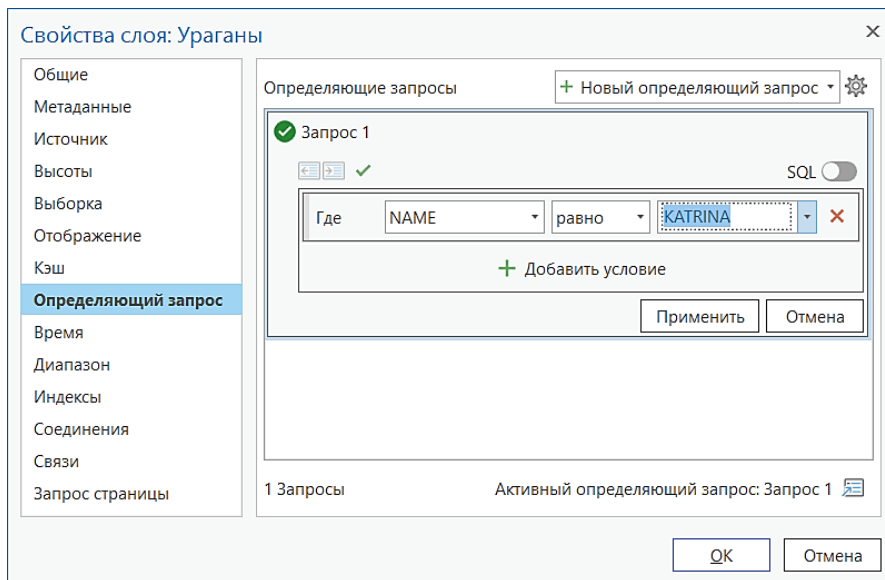 Свойства слоя: Ураганы
Общие
Метаданные
Источник
Высоты
Выборка
Отображение
Кэш
Определяющий запрос
Время
Диапазон
Индексы
Соединения
Связи
Запрос страницы
Определяющие запросы
Новый определяющий запрос
Запрос 1
SQL
Где NAME равно KATRINA
Добавить условие
Применить Отмена
1 Запросы Активный определяющий запрос: Запрос 1
OK Отмена